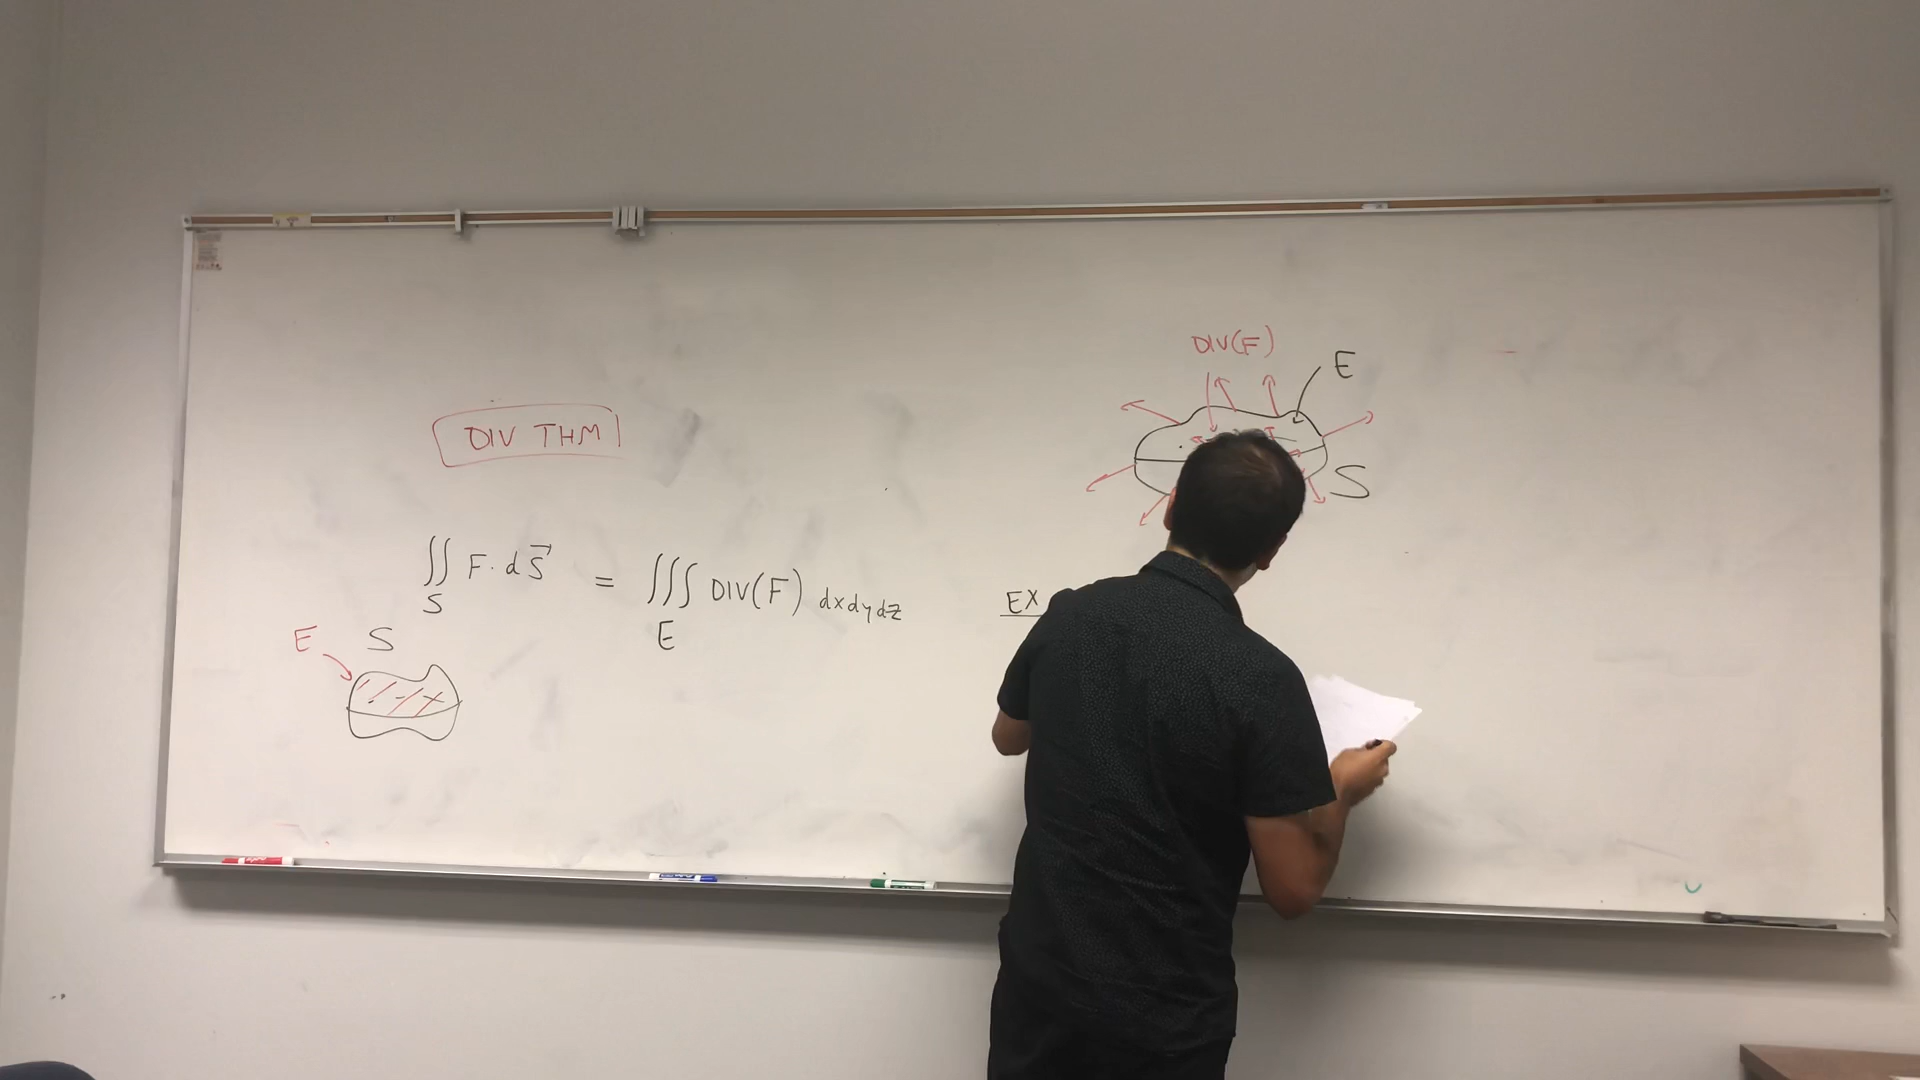 DIV THM
∬ F · dS⃗ = ∭ DIV(F) dxdydz
S E
E S
EX
DIV(F)
E
S